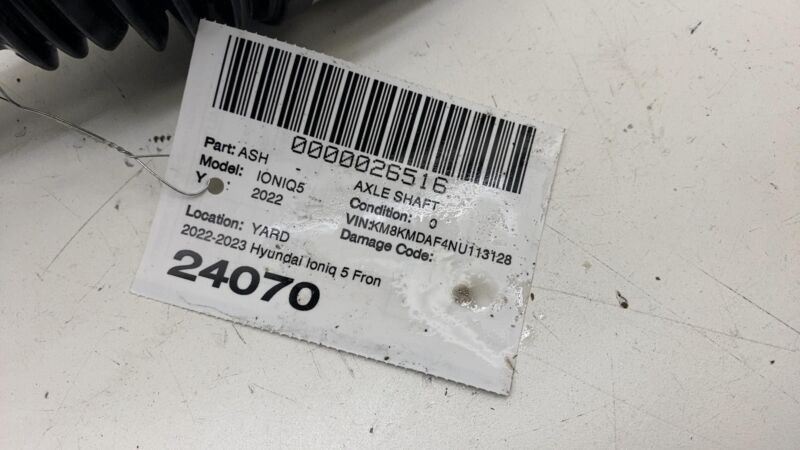 0000026516
Part: ASH AXLE SHAFT
Model: IONIQ5 Condition: 0
Y : 2022 VIN:KM8KMDAF4NU113128
Location: YARD Damage Code:
2022-2023 Hyundai Ioniq 5 Fron
24070